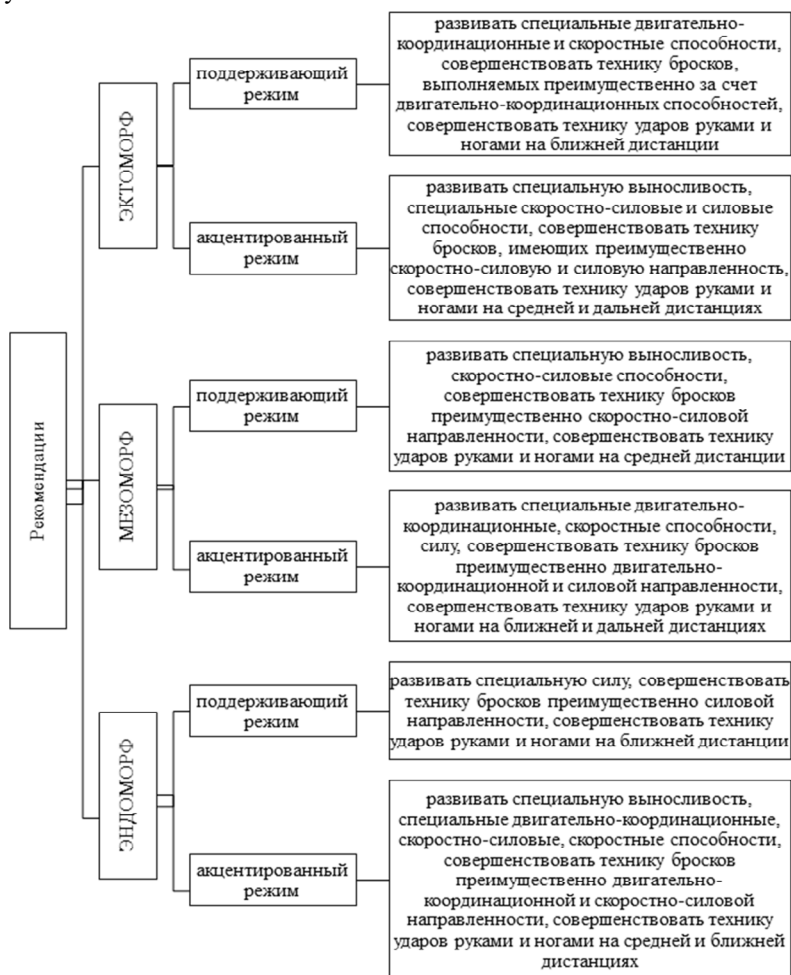 Рекомендации
ЭКТОМОРФ
поддерживающий
режим
развивать специальные двигательно-
координационные и скоростные способности,
совершенствовать технику бросков,
выполняемых преимущественно за счет
двигательно-координационных способностей,
совершенствовать технику ударов руками и
ногами на ближней дистанции
акцентированный
режим
развивать специальную выносливость,
специальные скоростно-силовые и силовые
способности, совершенствовать технику
бросков, имеющих преимущественно
скоростно-силовую и силовую направленность,
совершенствовать технику ударов руками и
ногами на средней и дальней дистанциях
МЕЗОМОРФ
поддерживающий
режим
развивать специальную выносливость,
скоростно-силовые способности,
совершенствовать технику бросков
преимущественно скоростно-силовой
направленности, совершенствовать технику
ударов руками и ногами на средней дистанции
акцентированный
режим
развивать специальные двигательно-
координационные, скоростные способности,
силу, совершенствовать технику бросков
преимущественно двигательно-
координационной и силовой направленности,
совершенствовать технику ударов руками и
ногами на ближней и дальней дистанциях
ЭНДОМОРФ
поддерживающий
режим
развивать специальную силу, совершенствовать
технику бросков преимущественно силовой
направленности, совершенствовать технику
ударов руками и ногами на ближней дистанции
акцентированный
режим
развивать специальную выносливость,
специальные двигательно-координационные,
скоростно-силовые, скоростные способности,
совершенствовать технику бросков
преимущественно двигательно-
координационной и скоростно-силовой
направленности, совершенствовать технику
ударов руками и ногами на средней и ближней
дистанциях